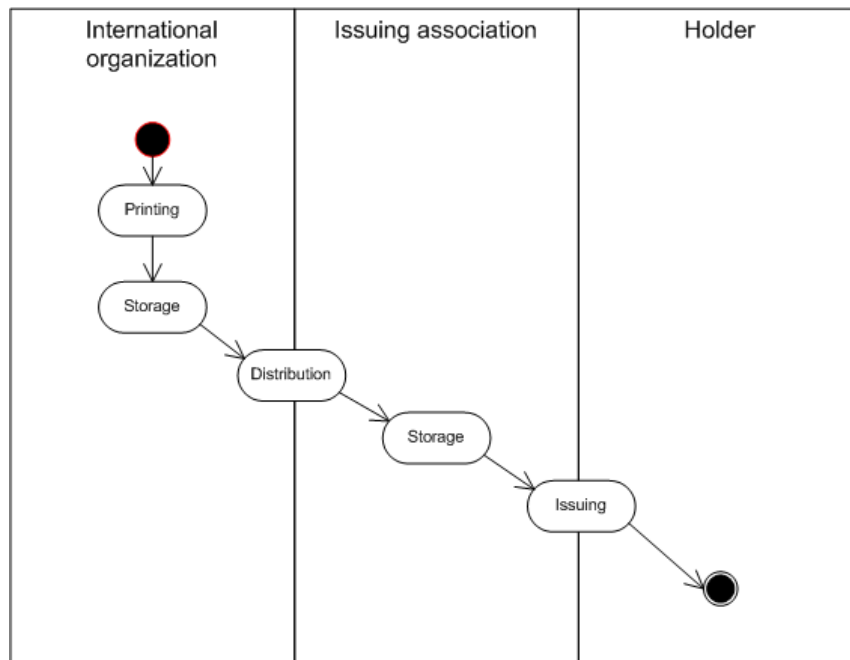 International
organization
Issuing association
Holder
Printing
Storage
Distribution
Storage
Issuing